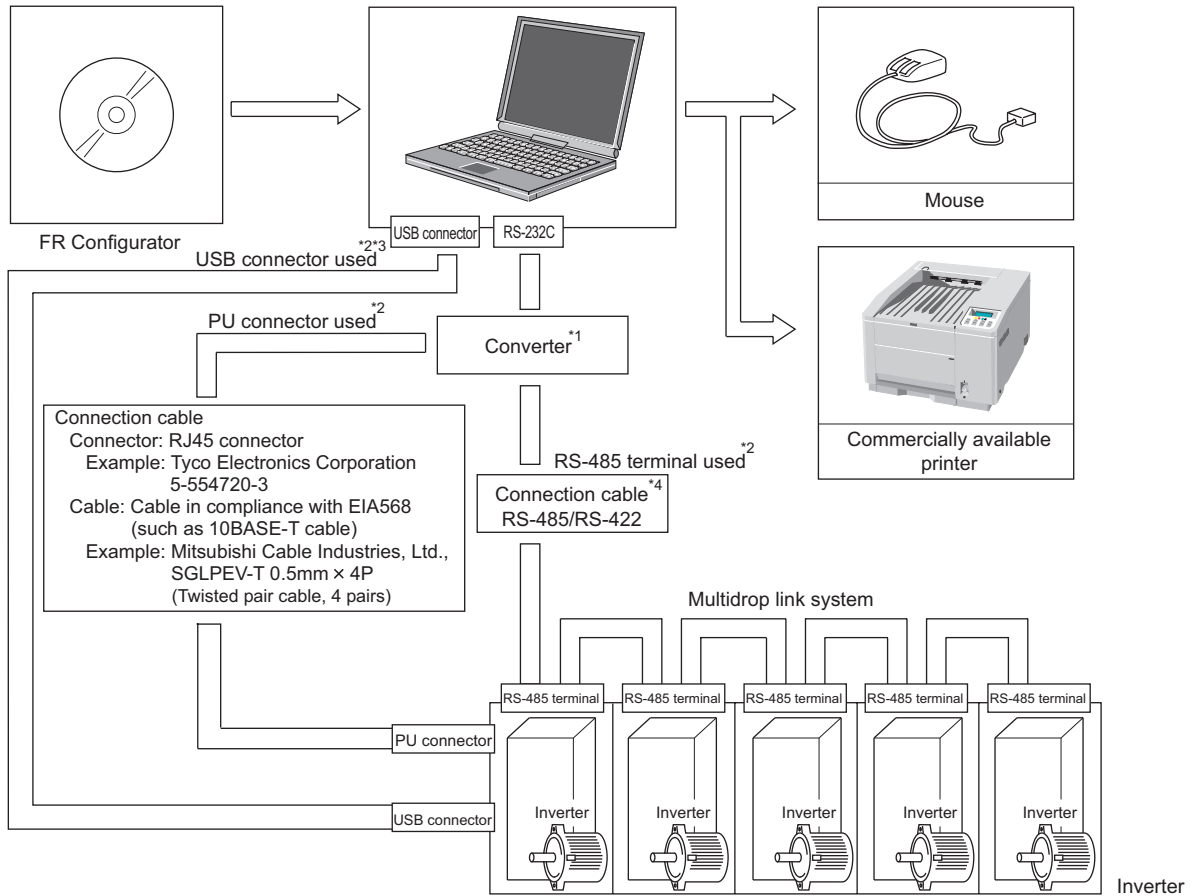 FR Configurator
USB connector
RS-232C
Mouse
Commercially available
printer
USB connector used*2*3
PU connector used*2
Converter*1
Connection cable
Connector: RJ45 connector
Example: Tyco Electronics Corporation
5-554720-3
Cable: Cable in compliance with EIA568
(such as 10BASE-T cable)
Example: Mitsubishi Cable Industries, Ltd.,
SGLPEV-T 0.5mm × 4P
(Twisted pair cable, 4 pairs)
RS-485 terminal used*2
Connection cable*4
RS-485/RS-422
Multidrop link system
RS-485 terminal
RS-485 terminal
RS-485 terminal
RS-485 terminal
RS-485 terminal
PU connector
USB connector
Inverter
Inverter
Inverter
Inverter
Inverter
Inverter